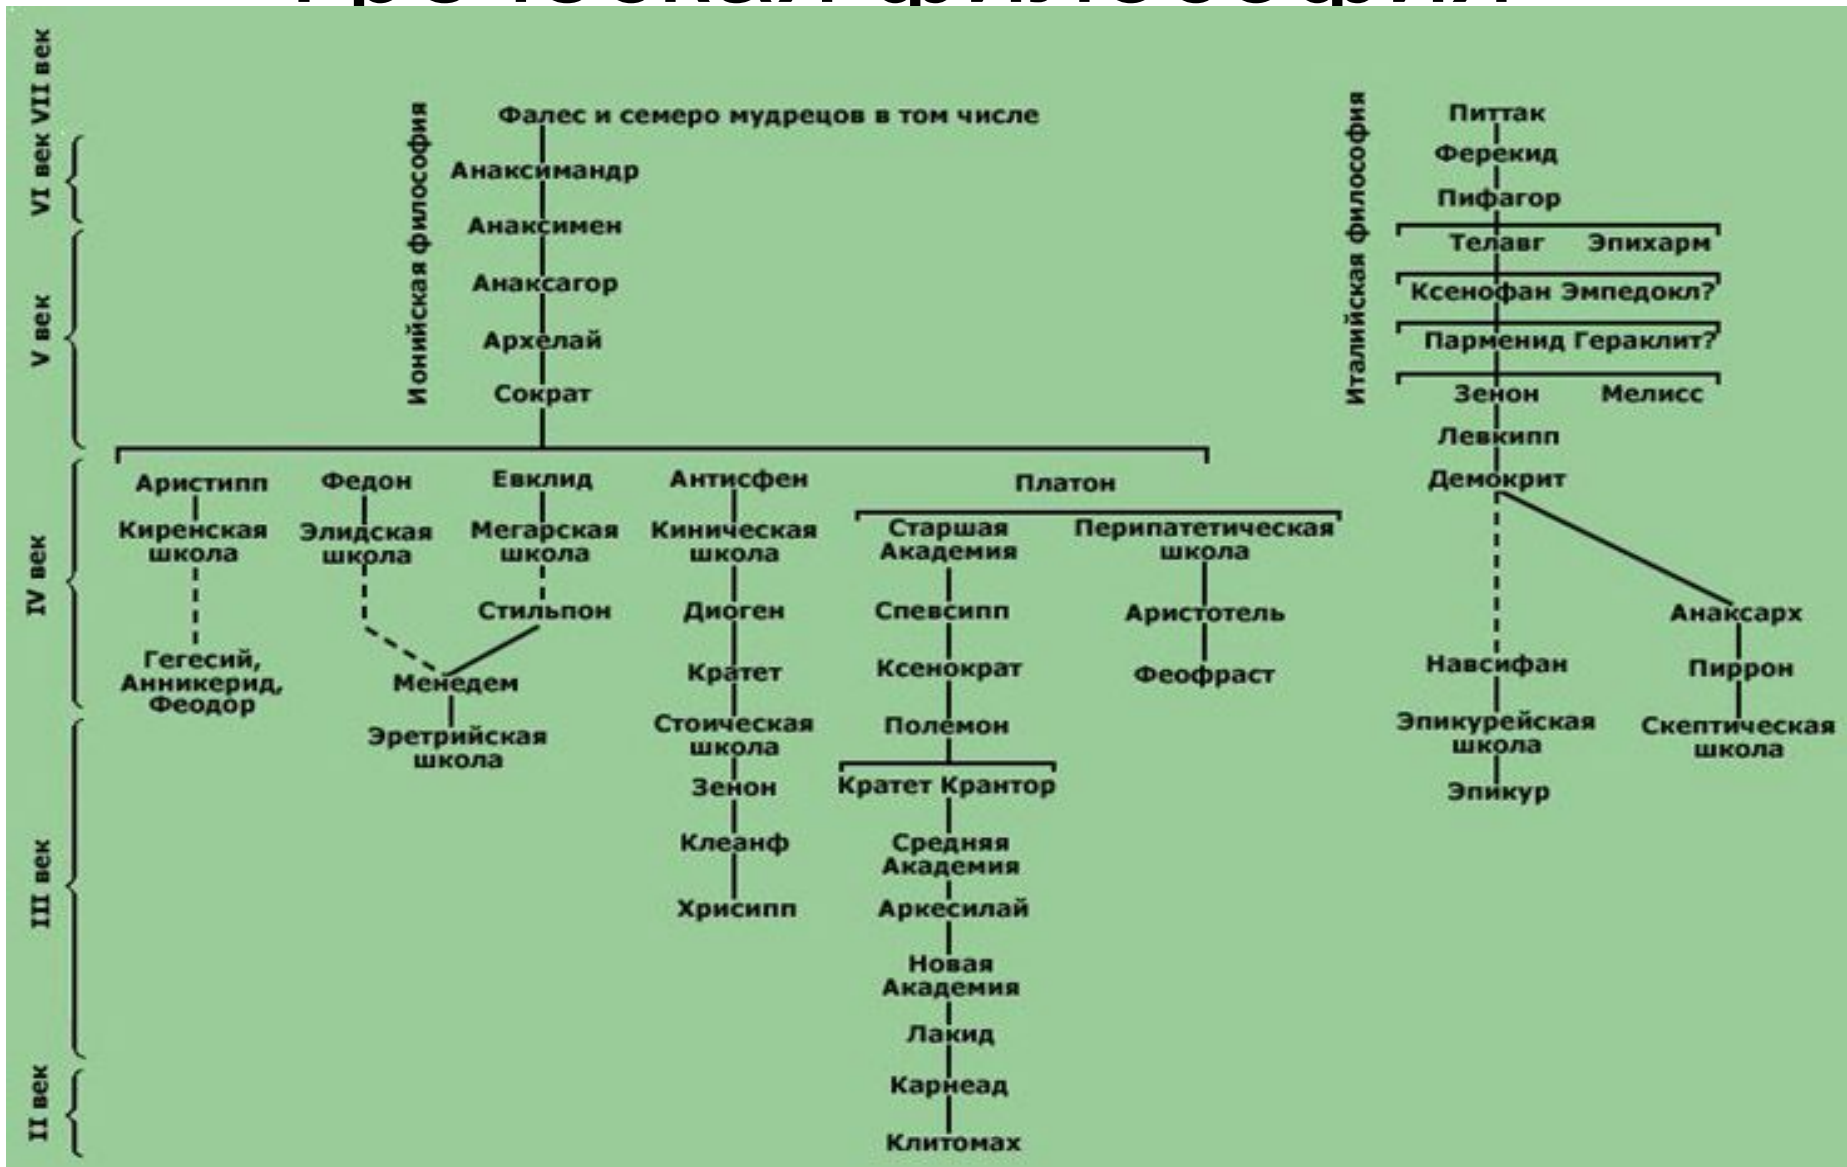 Греческая философия
VII век
VI век
V век
IV век
III век
II век
Ионийская философия
Фалес и семеро мудрецов в том числе
Анаксимандр
Анаксимен
Анаксагор
Архелай
Сократ
Аристипп
Киренская
школа
Гегесий,
Анникерид,
Феодор
Федон
Элидская
школа
Евклид
Мегарская
школа
Стильпон
Менедем
Эретрийская
школа
Антисфен
Киническая
школа
Диоген
Кратет
Стоическая
школа
Зенон
Клеанф
Хрисипп
Платон
Старшая
Академия
Спевсипп
Ксенократ
Полемон
Кратет Крантор
Средняя
Академия
Аркесилай
Новая
Академия
Лакид
Карнеад
Клитомах
Перипатетическая
школа
Аристотель
Феофраст
Италийская философия
Питтак
Ферекид
Пифагор
Телавг Эпихарм
Ксенофан Эмпедокл?
Парменид Гераклит?
Зенон Мелисс
Левкипп
Демокрит
Навсифан
Эпикурейская
школа
Эпикур
Анаксарх
Пиррон
Скептическая
школа